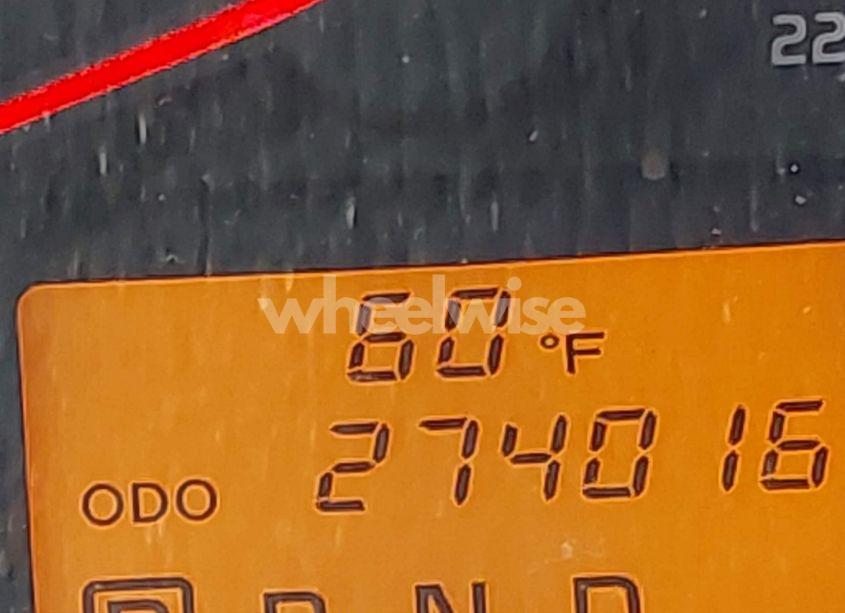 22
wheelwise
60 °F
ODO 274016
P R N D